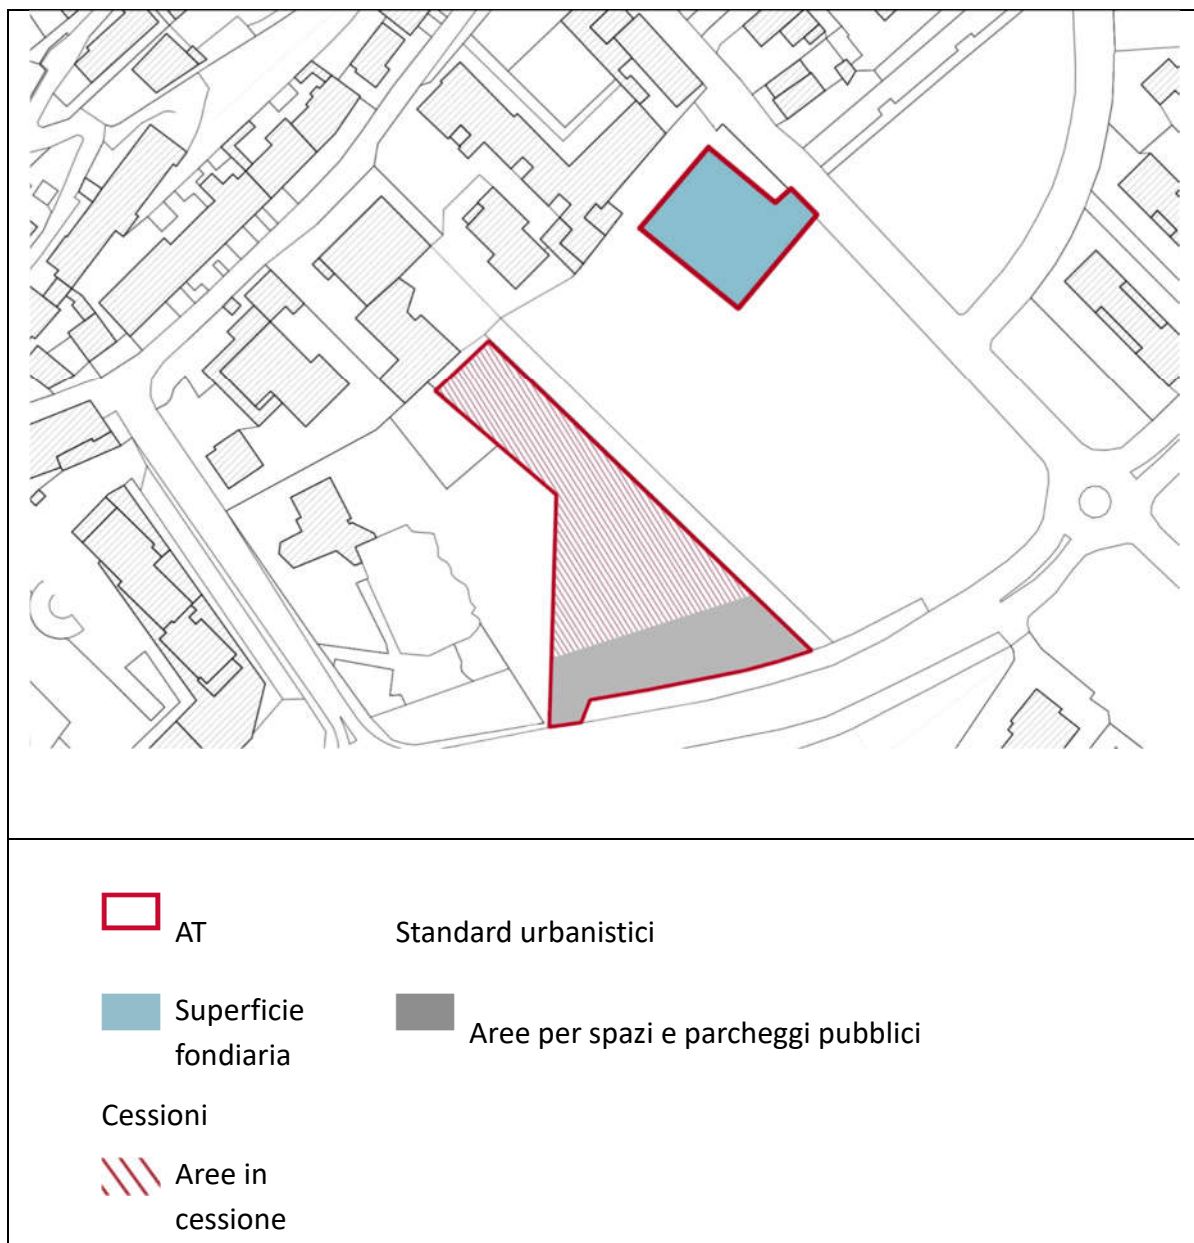 AT
Standard urbanistici
Superficie
fondiaria
Aree per spazi e parcheggi pubblici
Cessioni
Aree in
cessione